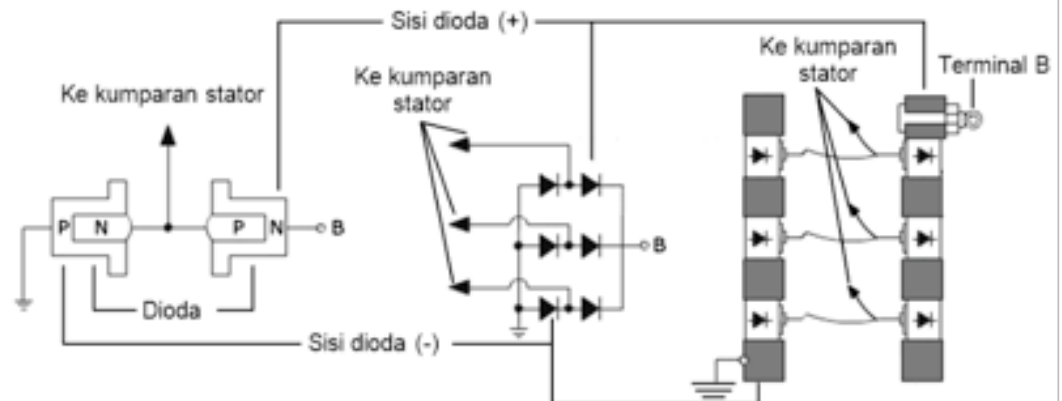 Sisi dioda (+)
Ke kumparan stator
Ke kumparan
stator
Ke kumparan
stator
Terminal B
P
N
P
N
B
B
Dioda
Sisi dioda (-)